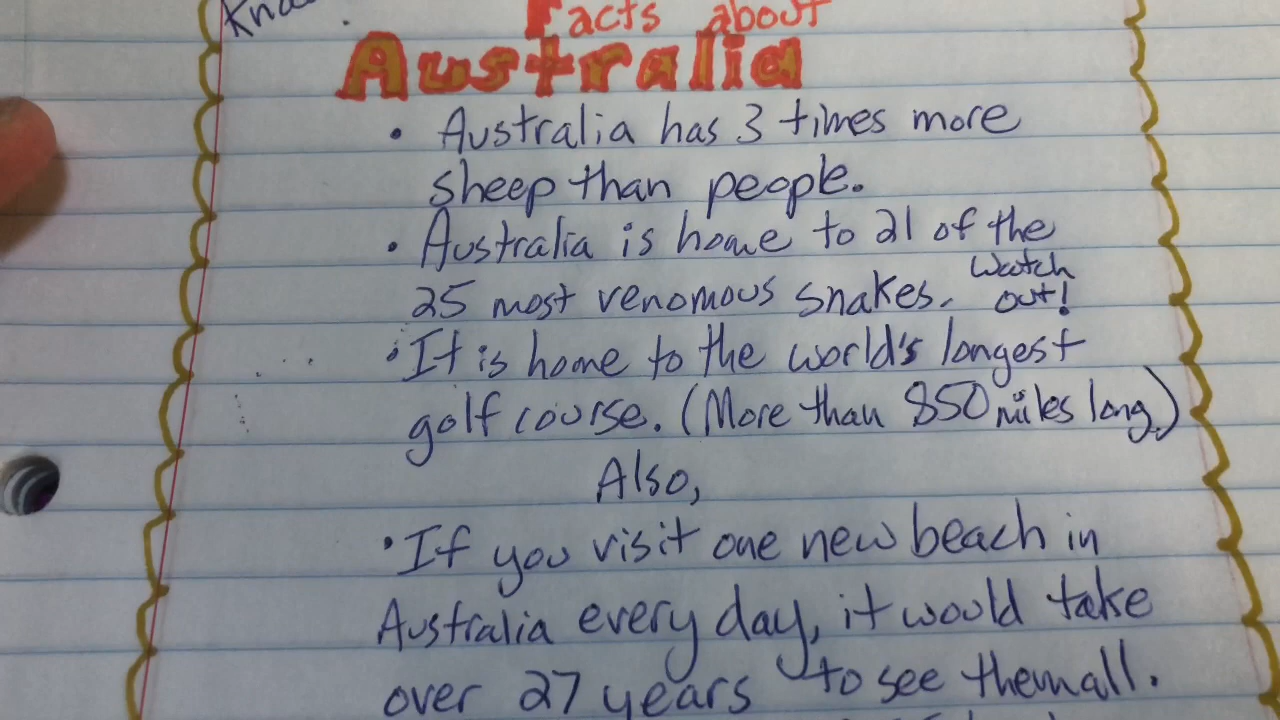 Facts about
Australia
• Australia has 3 times more
sheep than people.
• Australia is home to 21 of the
25 most venomous snakes. Watch
out!
• It is home to the world's longest
golf course. (More than 850 miles long.)
Also,
• If you visit one new beach in
Australia every day, it would take
over 27 years to see them all.